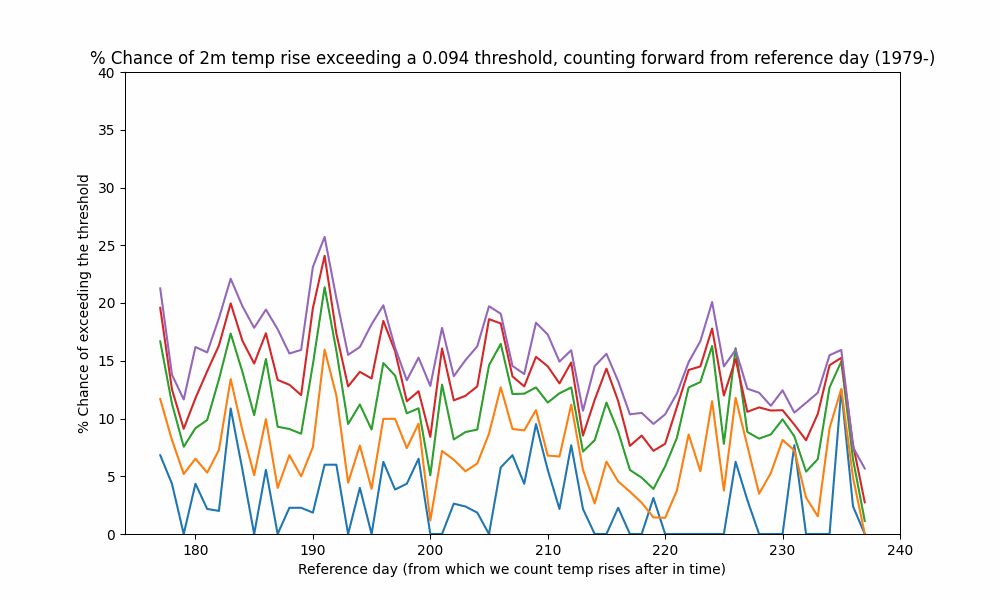 % Chance of 2m temp rise exceeding a 0.094 threshold, counting forward from reference day (1979-)
40
35
30
25
20
15
10
5
0
% Chance of exceeding the threshold
180 190 200 210 220 230 240
Reference day (from which we count temp rises after in time)